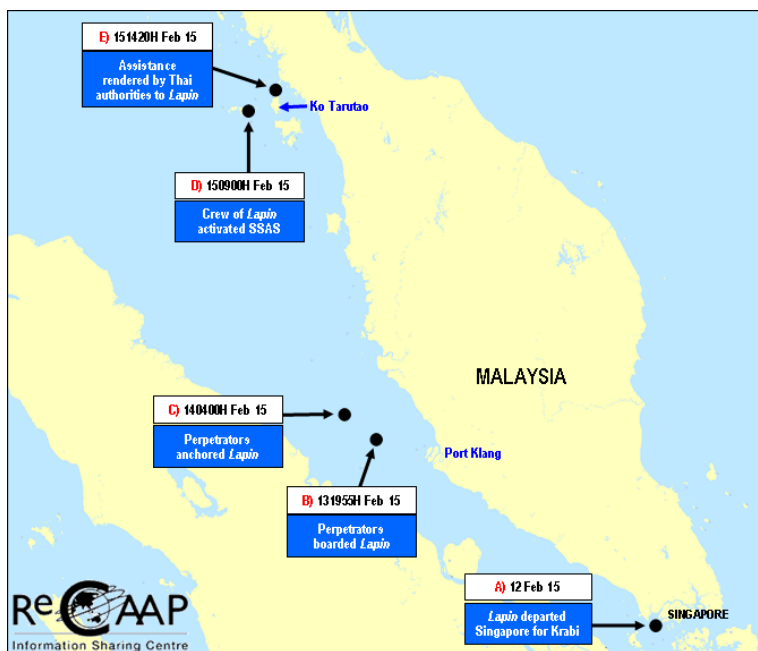 E) 151420H Feb 15
Assistance
rendered by Thai
authorities to Lapin
Ko Tarutao
D) 150900H Feb 15
Crew of Lapin
activated SSAS
MALAYSIA
C) 140400H Feb 15
Perpetrators
anchored Lapin
Port Klang
B) 131955H Feb 15
Perpetrators
boarded Lapin
A) 12 Feb 15
Lapin departed
Singapore for Krabi
SINGAPORE
ReCAAP
Information Sharing Centre